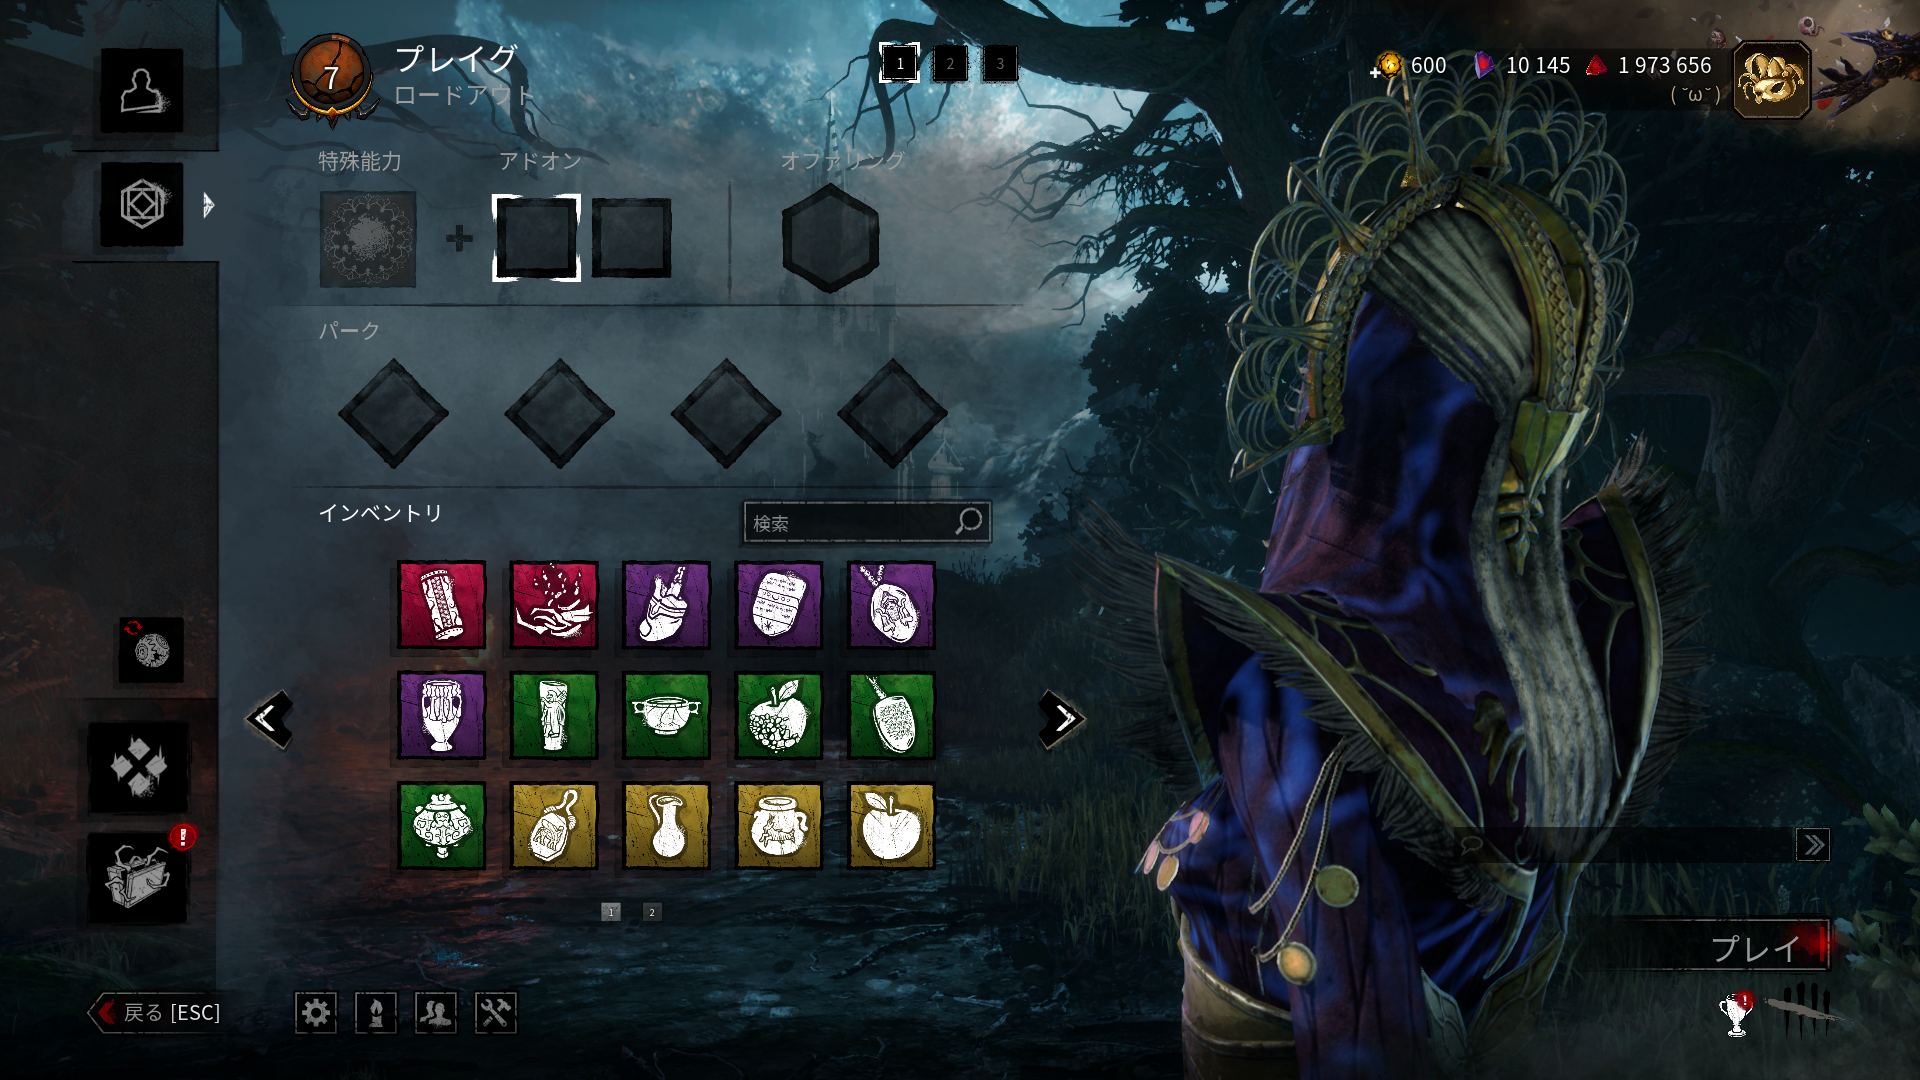 7
プレイグ
ロードアウト
1 2 3
600 10 145 1 973 656
( ˘ω˘ )
特殊能力 アドオン オファリング
パーク
インベントリ
検索
1 2
プレイ
戻る [ESC]